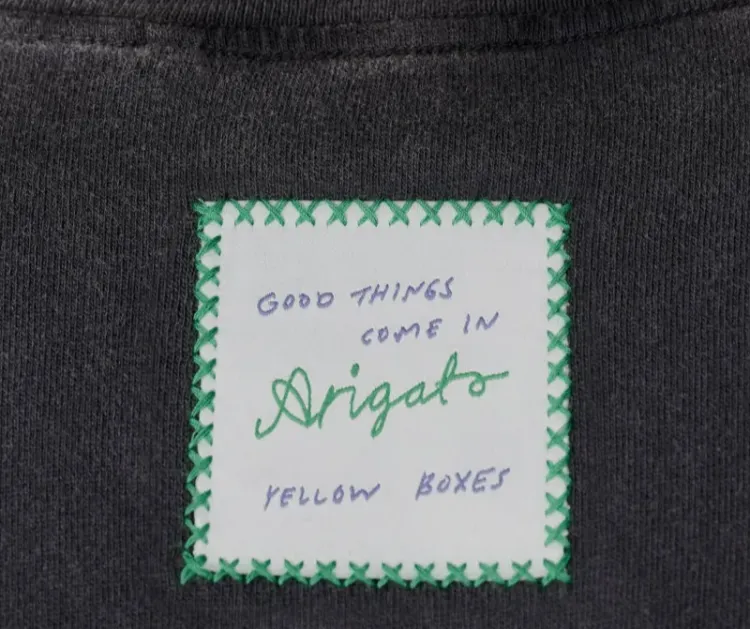 GOOD THINGS
COME IN
Arigato
YELLOW BOXES